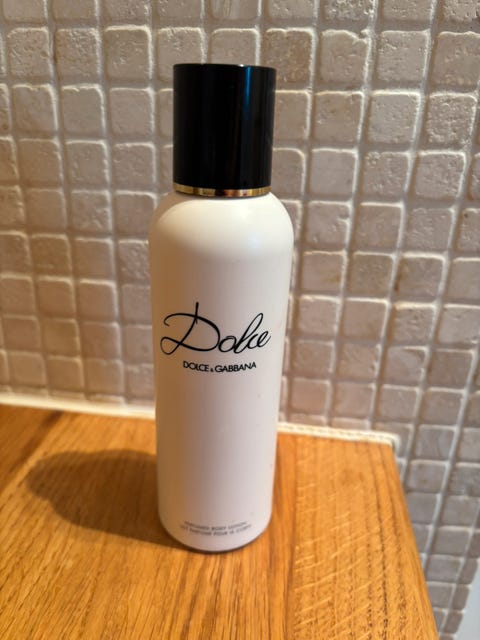 Dolce
DOLCE & GABBANA
PERFUMED BODY LOTION
LAIT PARFUMÉ POUR LE CORPS